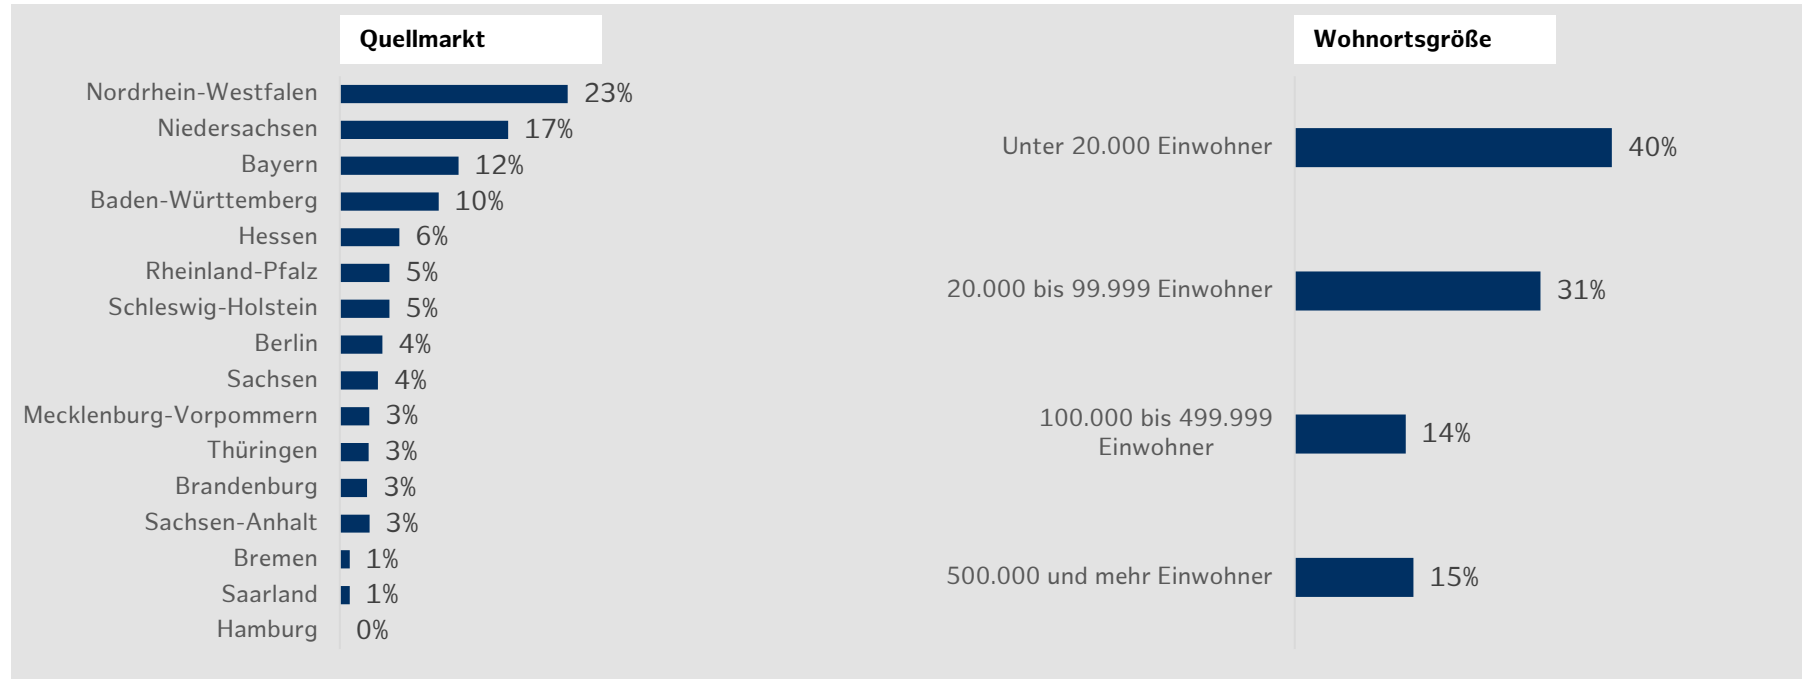 Quellmarkt
Nordrhein-Westfalen 23%
Niedersachsen 17%
Bayern 12%
Baden-Württemberg 10%
Hessen 6%
Rheinland-Pfalz 5%
Schleswig-Holstein 5%
Berlin 4%
Sachsen 4%
Mecklenburg-Vorpommern 3%
Thüringen 3%
Brandenburg 3%
Sachsen-Anhalt 3%
Bremen 1%
Saarland 1%
Hamburg 0%
Wohnortsgröße
Unter 20.000 Einwohner 40%
20.000 bis 99.999 Einwohner 31%
100.000 bis 499.999
Einwohner 14%
500.000 und mehr Einwohner 15%